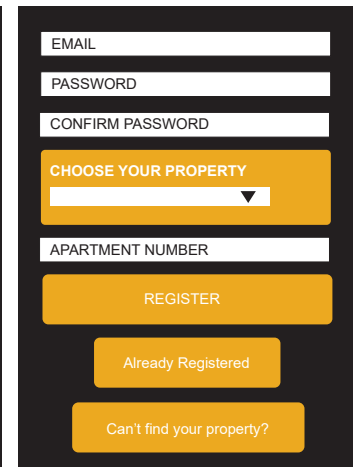 EMAIL
PASSWORD
CONFIRM PASSWORD
CHOOSE YOUR PROPERTY
APARTMENT NUMBER
REGISTER
Already Registered
Can't find your property?